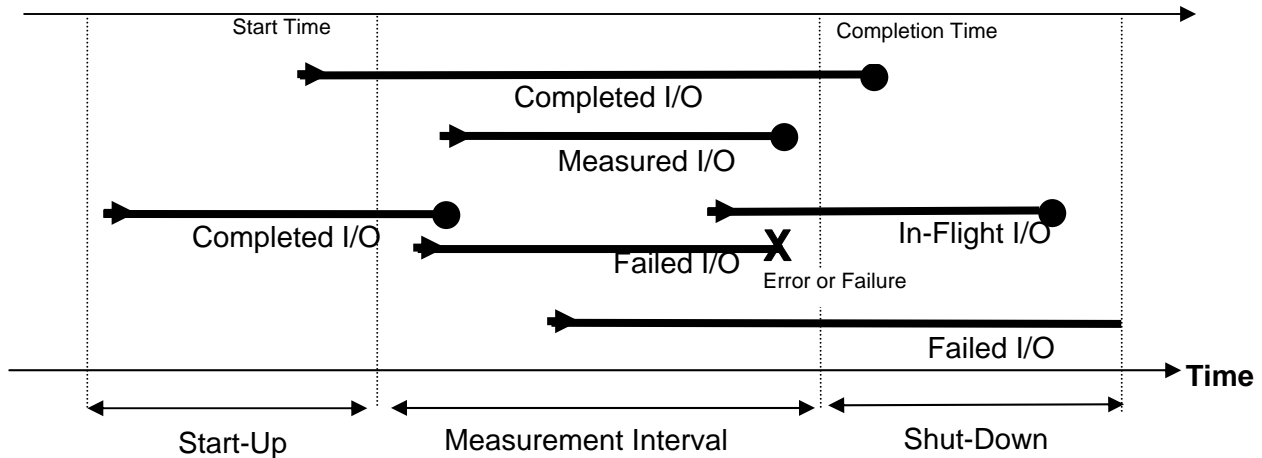 Start Time
Completion Time
Completed I/O
Measured I/O
Completed I/O
In-Flight I/O
Failed I/O
X
Error or Failure
Failed I/O
Time
Start-Up
Measurement Interval
Shut-Down